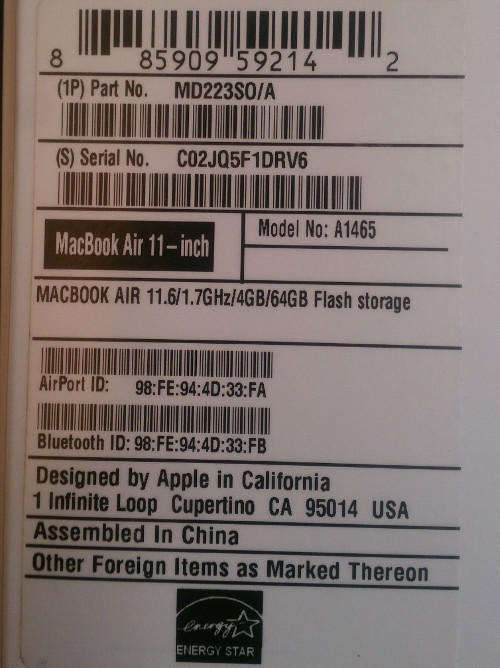 8 85909 59214 2
(1P) Part No. MD223SO/A
(S) Serial No. C02JQ5F1DRV6
MacBook Air 11-inch
Model No: A1465
MACBOOK AIR 11.6/1.7GHz/4GB/64GB Flash storage
AirPort ID: 98:FE:94:4D:33:FA
Bluetooth ID: 98:FE:94:4D:33:FB
Designed by Apple in California
1 Infinite Loop Cupertino CA 95014 USA
Assembled In China
Other Foreign Items as Marked Thereon
energy
ENERGY STAR